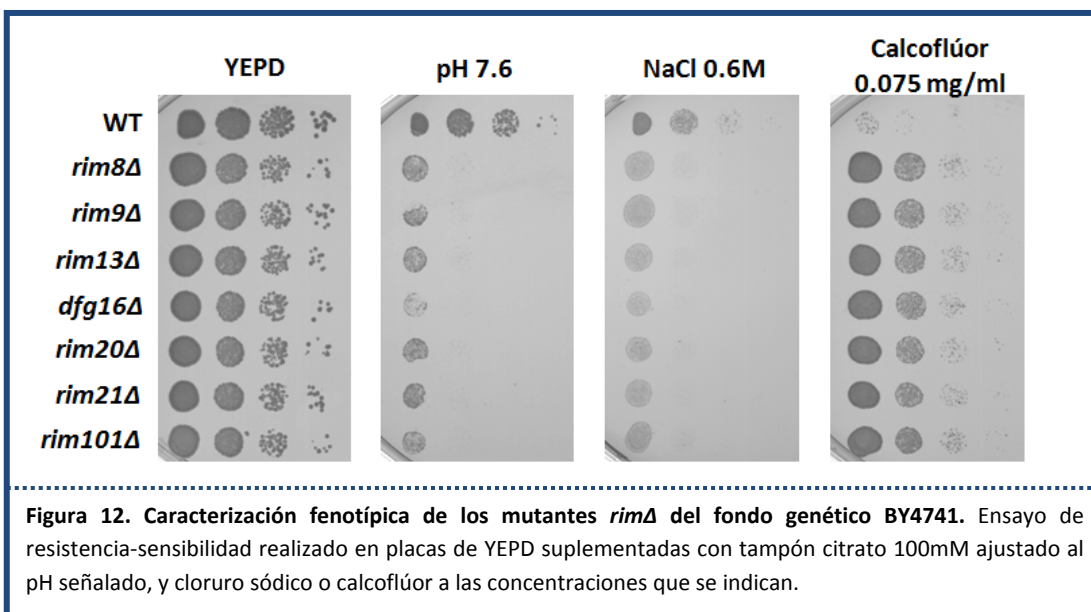 YEPD
pH 7.6
NaCl 0.6M
Calcoflúor
0.075 mg/ml
WT
rim8Δ
rim9Δ
rim13Δ
dfg16Δ
rim20Δ
rim21Δ
rim101Δ
Figura 12. Caracterización fenotípica de los mutantes rimΔ del fondo genético BY4741. Ensayo de
resistencia-sensibilidad realizado en placas de YEPD suplementadas con tampón citrato 100mM ajustado al
pH señalado, y cloruro sódico o calcoflúor a las concentraciones que se indican.